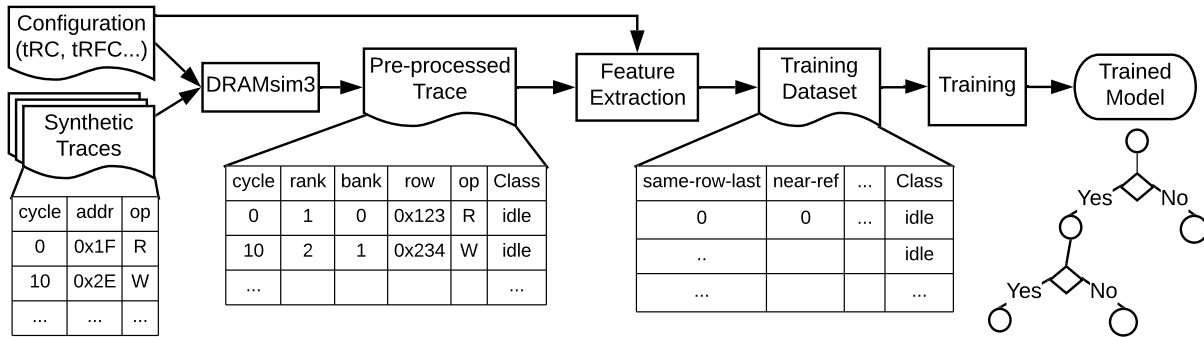 Configuration
(tRC, tRFC...)
Synthetic
Traces
cycle addr op
0 0x1F R
10 0x2E W
... ... ...
DRAMsim3
Pre-processed
Trace
cycle rank bank row op Class
0 1 0 0x123 R idle
10 2 1 0x234 W idle
... ...
Feature
Extraction
Training
Dataset
same-row-last near-ref ... Class
0 0 ... idle
.. idle
... ...
Training
Trained
Model
Yes No
Yes No